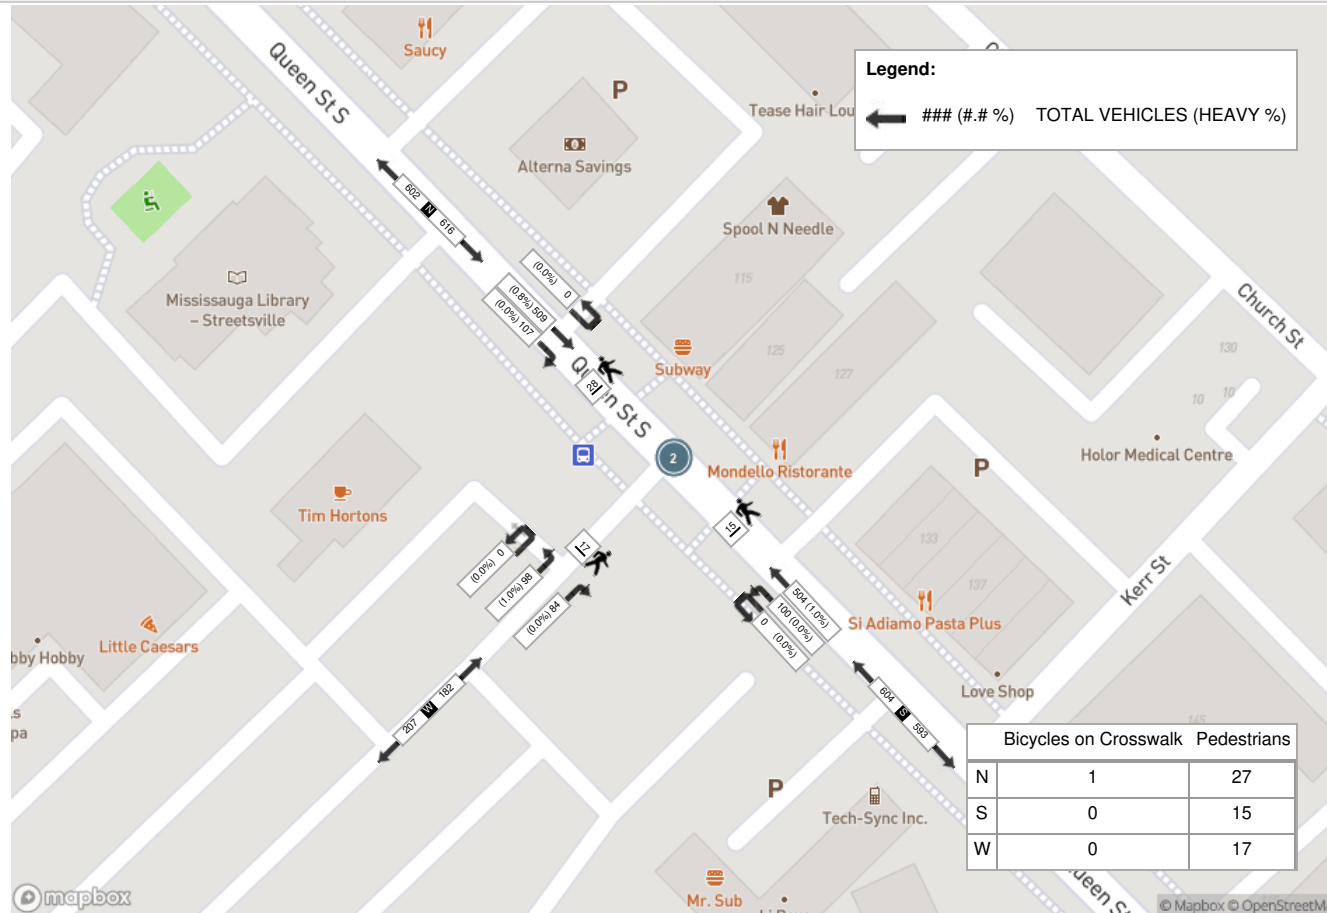 Queen St S
Saucy
P
Alterna Savings
Tease Hair Lou
Legend:
### (#.# %) TOTAL VEHICLES (HEAVY %)
Spool N Needle
115
Mississauga Library
– Streetsville
602 N 616
(0.0%) 0
(0.8%) 509
(0.0%) 107
28
Queen St S
Subway
125
127
Church St
130
10
10
2
Mondello Ristorante
P
Holor Medical Centre
Tim Hortons
15
17
133
137
Kerr St
(0.0%) 0
(1.0%) 98
(0.0%) 84
504 (1.0%)
100 (0.0%)
0 (0.0%)
Si Adiamo Pasta Plus
Little Caesars
bby Hobby
Love Shop
145
207 W 182
604 S 593
s
pa
P
Tech-Sync Inc.
Bicycles on Crosswalk Pedestrians
N 1 27
S 0 15
W 0 17
Mr. Sub
ueen S
mapbox
© Mapbox © OpenStreetM